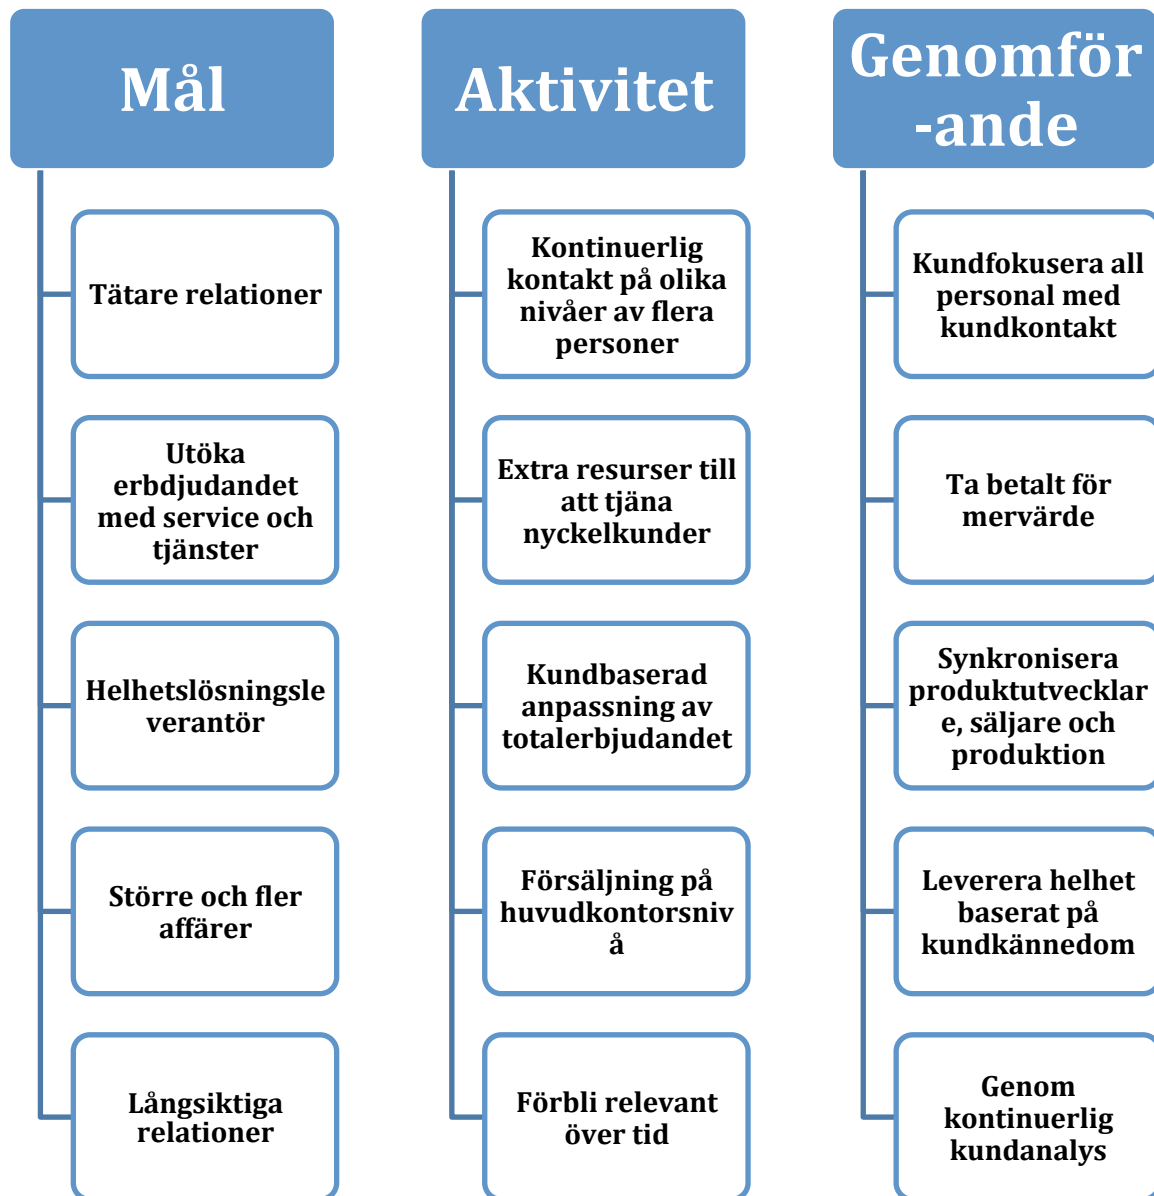 Mål
Tätare relationer
Utöka
erbdjudandet
med service och
tjänster
Helhetslösningsle
verantör
Större och fler
affärer
Långsiktiga
relationer
Aktivitet
Kontinuerlig
kontakt på olika
nivåer av flera
personer
Extra resurser till
att tjäna
nyckelkunder
Kundbaserad
anpassning av
totalerbjudandet
Försäljning på
huvudkontorsniv
å
Förbli relevant
över tid
Genomför
-ande
Kundfokusera all
personal med
kundkontakt
Ta betalt för
mervärde
Synkronisera
produktutvecklar
e, säljare och
produktion
Leverera helhet
baserat på
kundkännedom
Genom
kontinuerlig
kundanalys